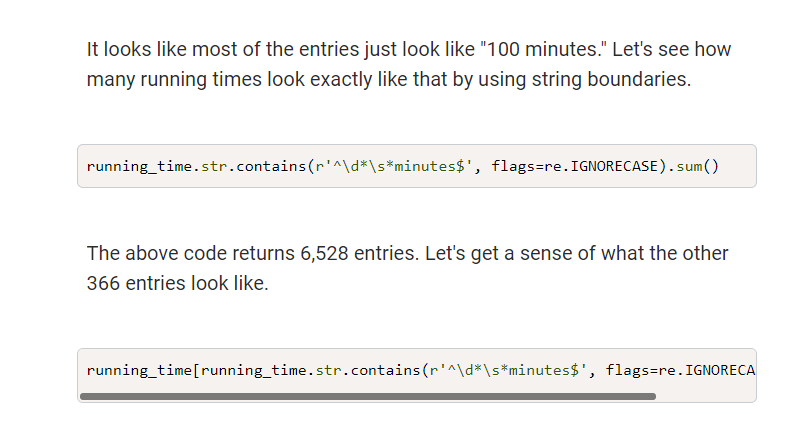 It looks like most of the entries just look like "100 minutes." Let's see how
many running times look exactly like that by using string boundaries.
running_time.str.contains(r'^\d*\s*minutes$', flags=re.IGNORECASE).sum()
The above code returns 6,528 entries. Let's get a sense of what the other
366 entries look like.
running_time[running_time.str.contains(r'^\d*\s*minutes$', flags=re.IGNORECA